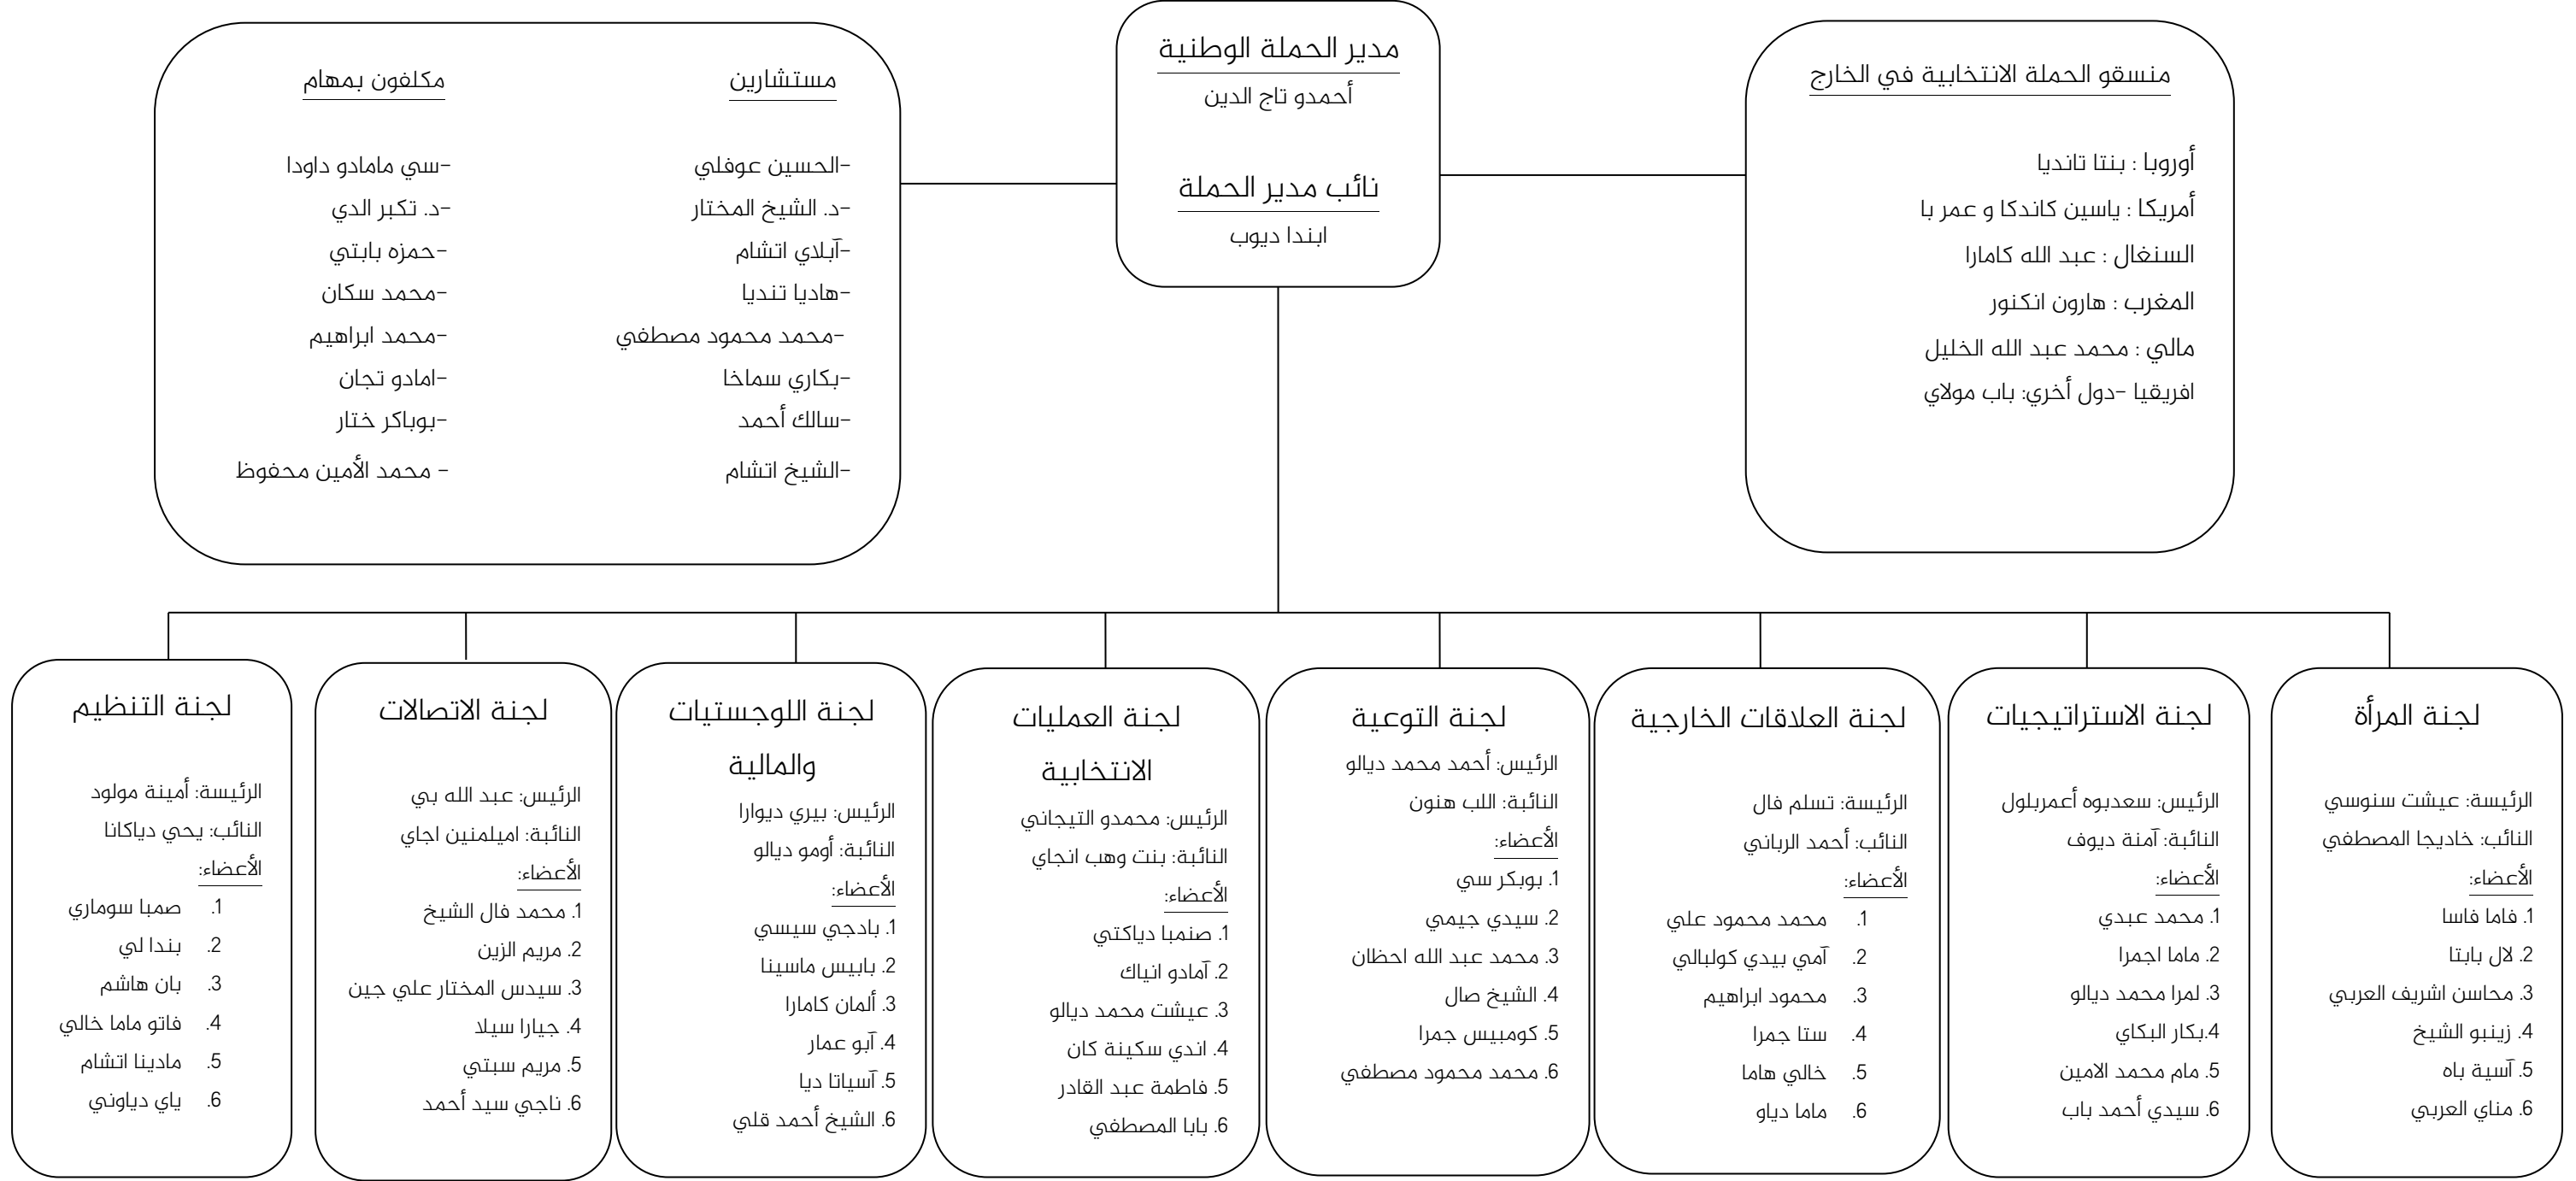 مدير الحملة الوطنية
أحمدو تاج الدين
نائب مدير الحملة
ابندا ديوب
منسقو الحملة الانتخابية في الخارج
أوروبا : بنتا تانديا
أمريكا : ياسين كاندكا و عمر با
السنغال : عبد الله كامارا
المغرب : هارون انكنور
مالي : محمد عبد الله الخليل
افريقيا -دول أخري: باب مولاي
مستشارين
-الحسين عوفلي
-د. الشيخ المختار
-آبلاي اتشام
-هاديا تنديا
-محمد محمود مصطفي
-بكاري سماخا
-سالك أحمد
-الشيخ اتشام
مكلفون بمهام
-سي مامادو داودا
-د. تكبر الدي
-حمزه بابتي
-محمد سكان
-محمد ابراهيم
-امادو تجان
-بوباكر ختار
- محمد الأمين محفوظ
لجنة المرأة
الرئيسة: عيشت سنوسي
النائب: خاديجا المصطفي
الأعضاء:
1. فاما فاسا
2. لال بابتا
3. محاسن اشريف العربي
4. زينبو الشيخ
5. آسية باه
6. مناي العربي
لجنة الاستراتيجيات
الرئيس: سعدبوه أعمربلول
النائبة: آمنة ديوف
الأعضاء:
1. محمد عبدي
2. ماما اجمرا
3. لمرا محمد ديالو
4.بكار البكاي
5. مام محمد الامين
6. سيدي أحمد باب
لجنة العلاقات الخارجية
الرئيسة: تسلم فال
النائب: أحمد الرباني
الأعضاء:
1. محمد محمود علي
2. آمي بيدي كولبالي
3. محمود ابراهيم
4. ستا جمرا
5. خالي هاما
6. ماما دياو
لجنة التوعية
الرئيس: أحمد محمد ديالو
النائبة: اللب هنون
الأعضاء:
1. بوبكر سي
2. سيدي جيمي
3. محمد عبد الله احظان
4. الشيخ صال
5. كومبيس جمرا
6. محمد محمود مصطفي
لجنة العمليات
الانتخابية
الرئيس: محمدو التيجاني
النائبة: بنت وهب انجاي
الأعضاء:
1. صنمبا دياكتي
2. آمادو انياك
3. عيشت محمد ديالو
4. اندي سكينة كان
5. فاطمة عبد القادر
6. بابا المصطفي
لجنة اللوجستيات
والمالية
الرئيس: بيري ديوارا
النائبة: أومو ديالو
الأعضاء:
1. بادجي سيسي
2. بابيس ماسينا
3. ألمان كامارا
4. آبو عمار
5. آسياتا ديا
6. الشيخ أحمد قلي
لجنة الاتصالات
الرئيس: عبد الله بي
النائبة: اميلمنين اجاي
الأعضاء:
1. محمد فال الشيخ
2. مريم الزين
3. سيدس المختار علي جين
4. جيارا سيلا
5. مريم سبتي
6. ناجي سيد أحمد
لجنة التنظيم
الرئيسة: أمينة مولود
النائب: يحي دياكانا
الأعضاء:
1. صمبا سوماري
2. بندا لي
3. بان هاشم
4. فاتو ماما خالي
5. مادينا اتشام
6. ياي دياوني